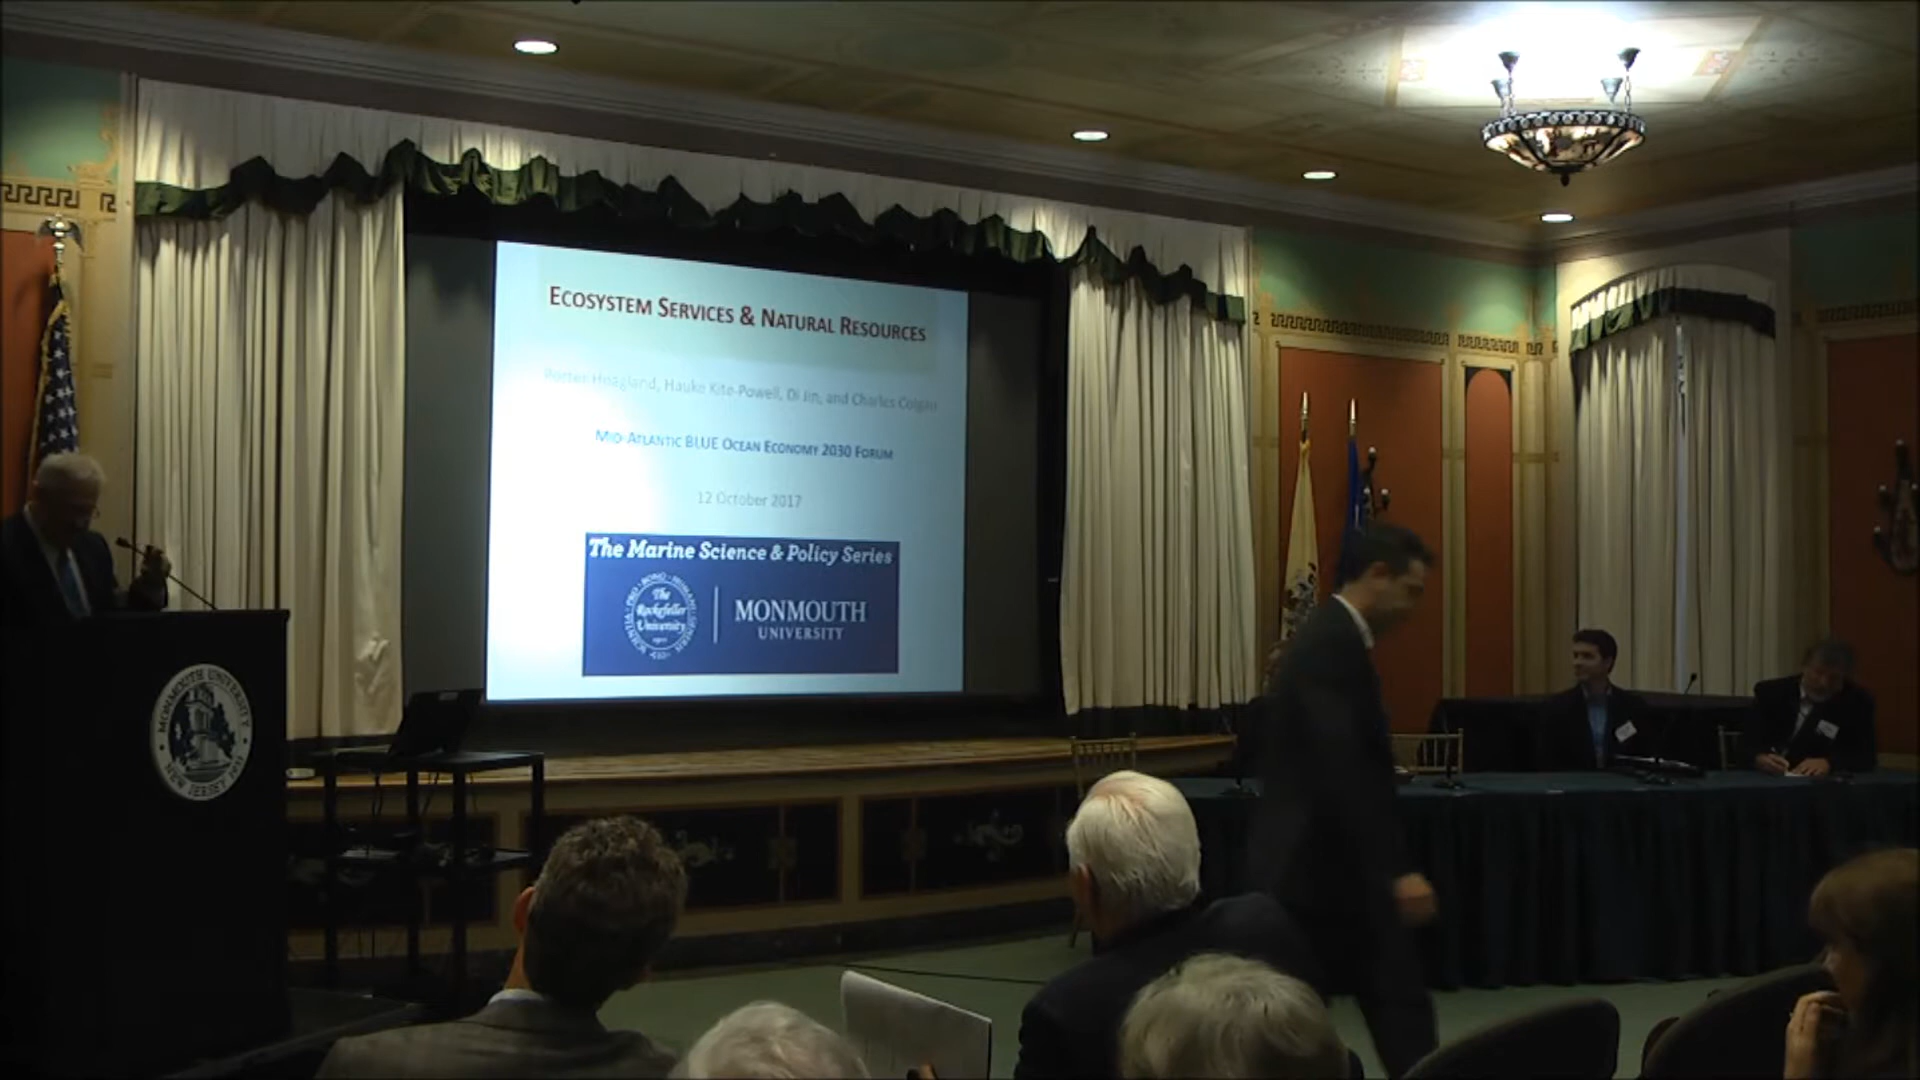 ECOSYSTEM SERVICES & NATURAL RESOURCES
Porter Hoagland, Hauke Kite-Powell, Di Jin, and Charles Colgan
MID-ATLANTIC BLUE OCEAN ECONOMY 2030 FORUM
12 October 2017
The Marine Science & Policy Series
The Rockefeller University
MONMOUTH
UNIVERSITY
MONMOUTH UNIVERSITY
NEW JERSEY 1933